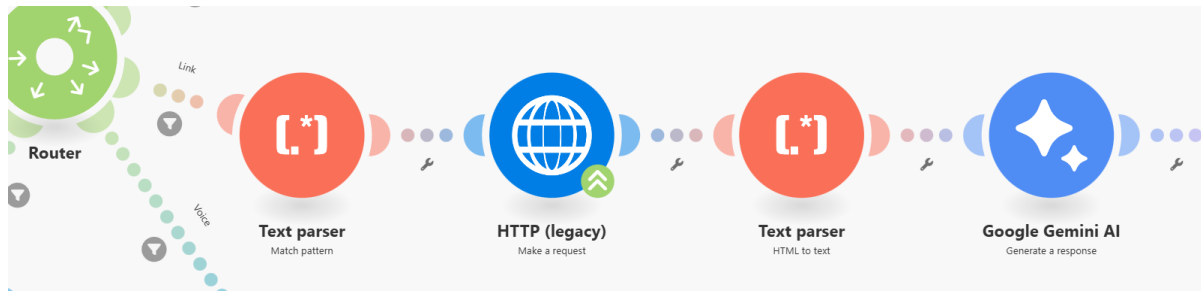 Link
Router
Voice
[.*]
Text parser
Match pattern
HTTP (legacy)
Make a request
[.*]
Text parser
HTML to text
Google Gemini AI
Generate a response